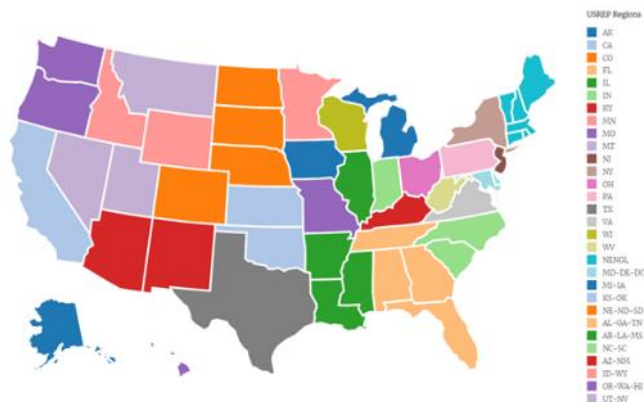 USREP Regions
AK
CA
CO
FL
IL
IN
KY
MN
MO
MT
NJ
NY
OH
PA
TX
VA
WI
WV
NENGL
MD-DE-DC
MI-IA
KS-OK
NE-ND-SD
AL-GA-TN
AR-LA-MS
NC-SC
AZ-NM
ID-WY
OR-WA-HI
UT-NV